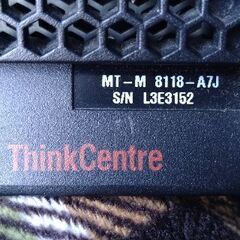 MT-M 8118-A7J
S/N L3E3152
ThinkCentre